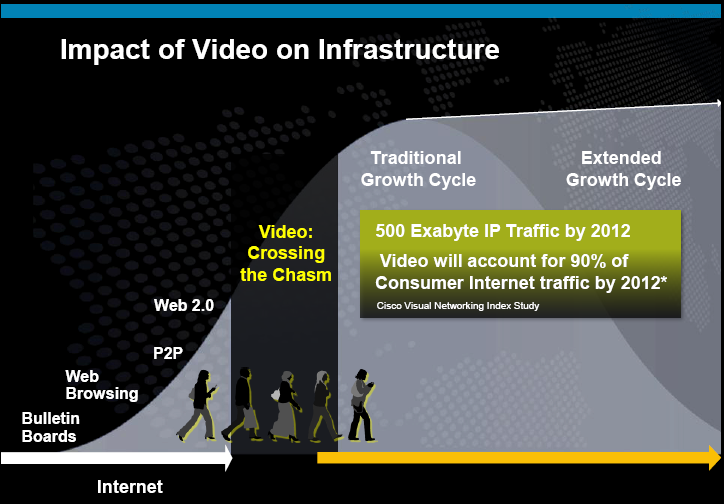 Impact of Video on Infrastructure
Traditional
Growth Cycle
Extended
Growth Cycle
500 Exabyte IP Traffic by 2012
Video will account for 90% of
Consumer Internet traffic by 2012*
Cisco Visual Networking Index Study
Video:
Crossing
the Chasm
Web 2.0
P2P
Web
Browsing
Bulletin
Boards
Internet